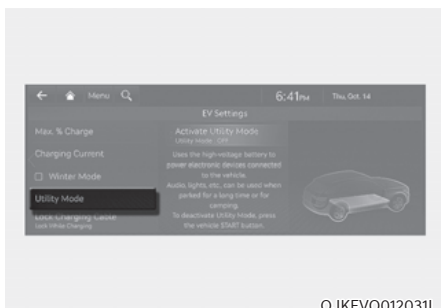 Menu
6:41PM
Thu, Oct. 14
EV Settings
Max. % Charge
Charging Current
Winter Mode
Utility Mode
Lock Charging Cable
Lock While Charging
Activate Utility Mode
Utility Mode : OFF
Uses the high-voltage battery to
power electronic devices connected
to the vehicle.
Audio, lights, etc., can be used when
parked for a long time or for
camping.
To deactivate Utility Mode, press
the vehicle START button.
OJKEVQ012031L